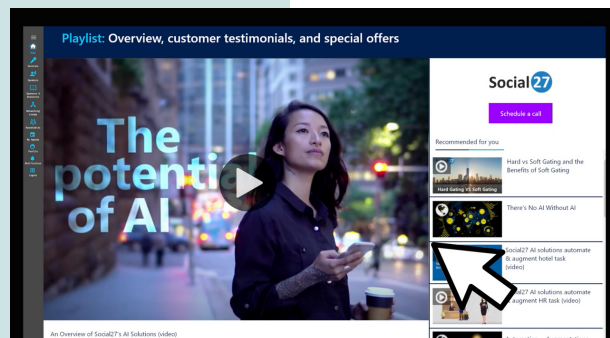 Playlist: Overview, customer testimonials, and special offers
The
potential
of AI
An Overview of Social27's AI Solutions (video)
Social27
Schedule a call
Recommended for you
Hard Gating VS Soft Gating
Hard vs Soft Gating and the
Benefits of Soft Gating
There's No AI Without AI
Social27 AI solutions automate
& augment hotel task
(video)
Social27 AI solutions automate
augment HR task (video)